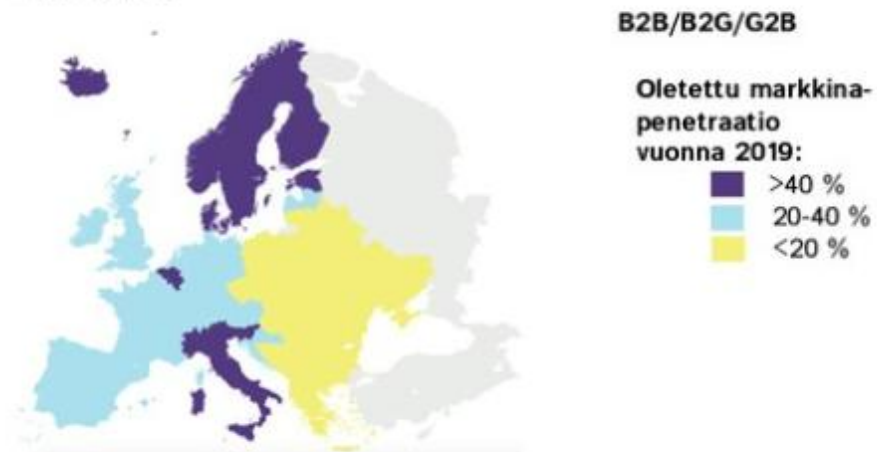 B2B/B2G/G2B
Oletettu markkina-
penetraatio
vuonna 2019:
>40 %
20-40 %
<20 %